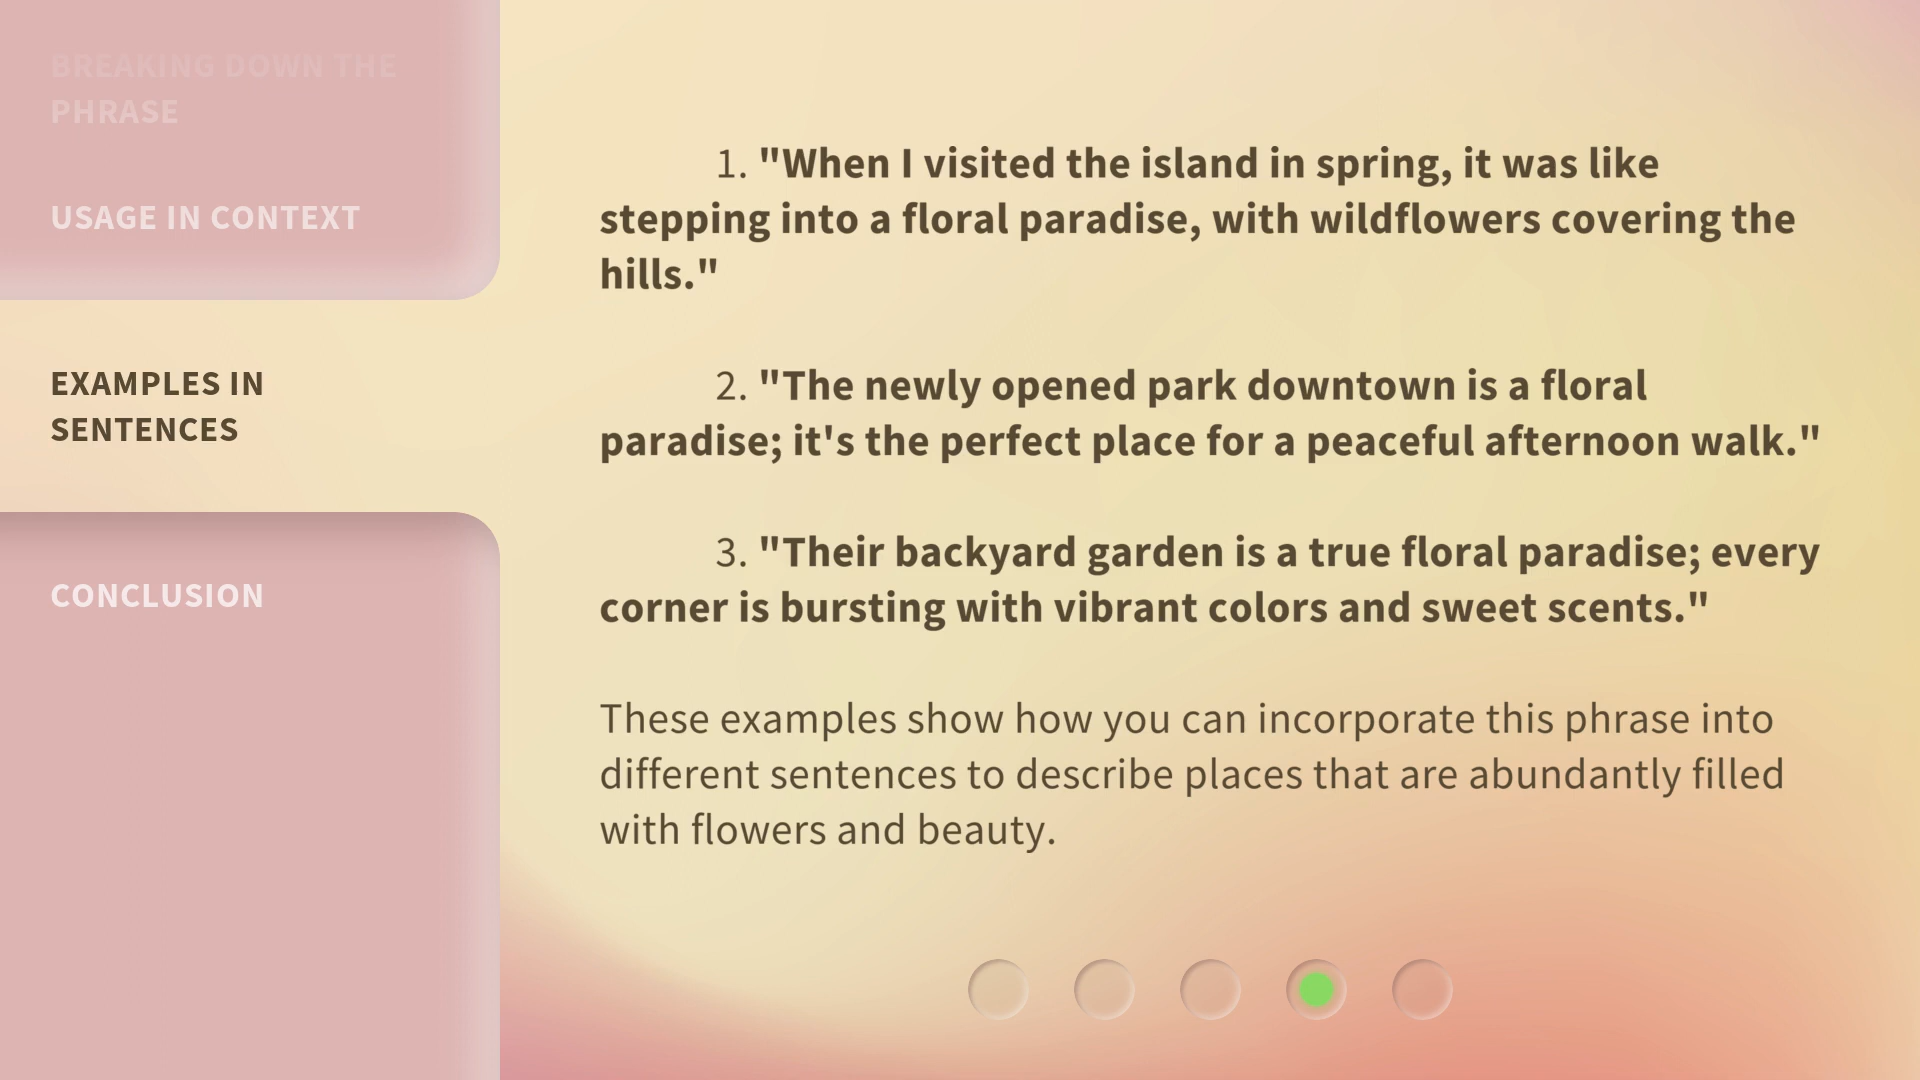 BREAKING DOWN THE
PHRASE
USAGE IN CONTEXT
EXAMPLES IN
SENTENCES
CONCLUSION
1. "When I visited the island in spring, it was like
stepping into a floral paradise, with wildflowers covering the
hills."
2. "The newly opened park downtown is a floral
paradise; it's the perfect place for a peaceful afternoon walk."
3. "Their backyard garden is a true floral paradise; every
corner is bursting with vibrant colors and sweet scents."
These examples show how you can incorporate this phrase into
different sentences to describe places that are abundantly filled
with flowers and beauty.